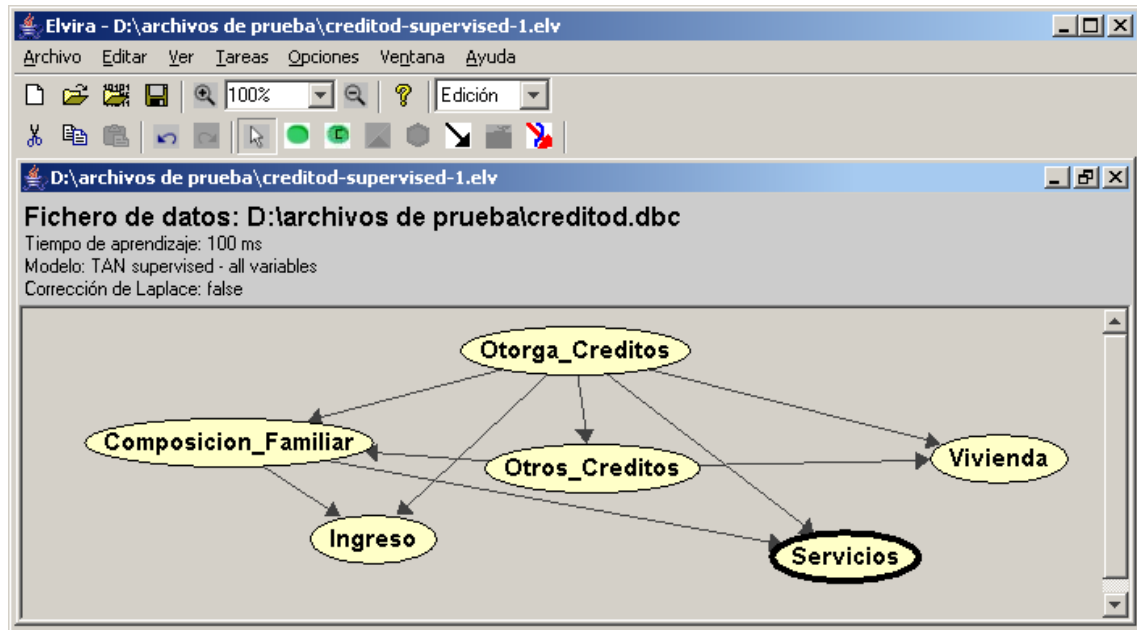 Elvira - D:\archivos de prueba\creditod-supervised-1.elv
Archivo Editar Ver Tareas Opciones Ventana Ayuda
100% Edición
D:\archivos de prueba\creditod-supervised-1.elv
Fichero de datos: D:\archivos de prueba\creditod.dbc
Tiempo de aprendizaje: 100 ms
Modelo: TAN supervised - all variables
Corrección de Laplace: false
Otorga_Creditos
Composicion_Familiar
Otros_Creditos
Vivienda
Ingreso
Servicios